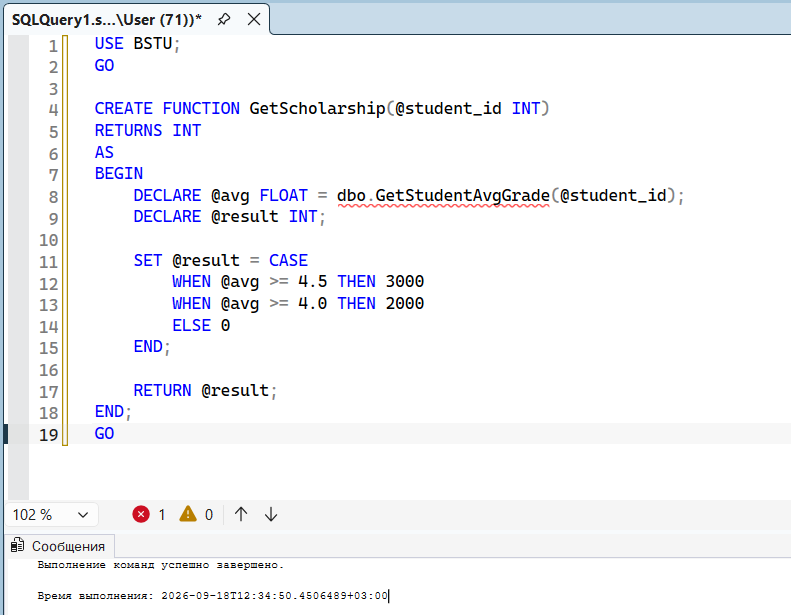 SQLQuery1.s...\User (71))*
1 USE BSTU;
2 GO
3
4 CREATE FUNCTION GetScholarship(@student_id INT)
5 RETURNS INT
6 AS
7 BEGIN
8 DECLARE @avg FLOAT = dbo.GetStudentAvgGrade(@student_id);
9 DECLARE @result INT;
10
11 SET @result = CASE
12 WHEN @avg >= 4.5 THEN 3000
13 WHEN @avg >= 4.0 THEN 2000
14 ELSE 0
15 END;
16
17 RETURN @result;
18 END;
19 GO
102 % 1 0
Сообщения
Выполнение команд успешно завершено.
Время выполнения: 2026-09-18T12:34:50.4506489+03:00